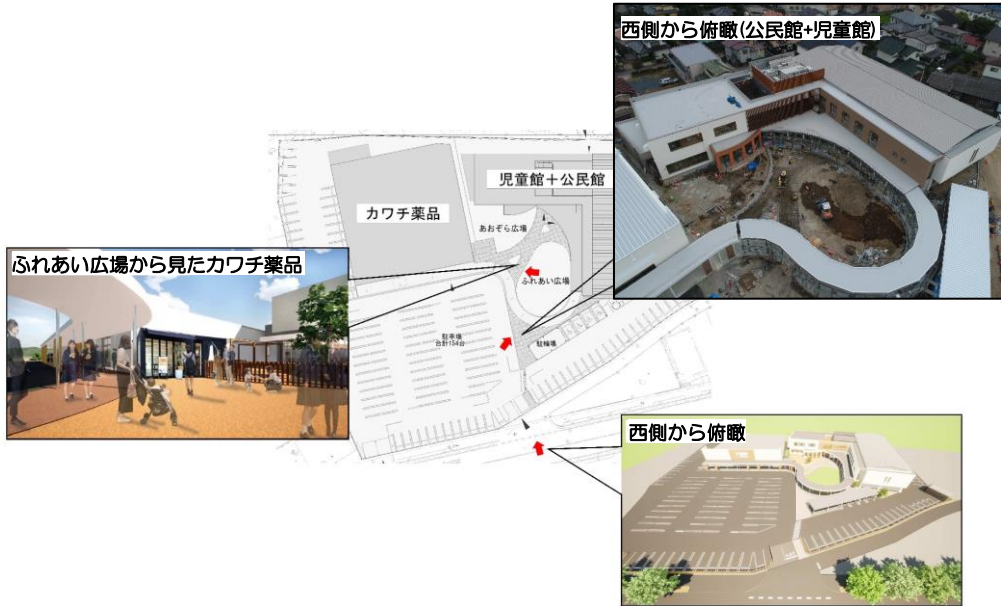 西側から俯瞰(公民館+児童館)
児童館+公民館
カワチ薬品
あおぞら広場
ふれあい広場から見たカワチ薬品
ふれあい広場
駐車場
合計154台
駐輪場
西側から俯瞰